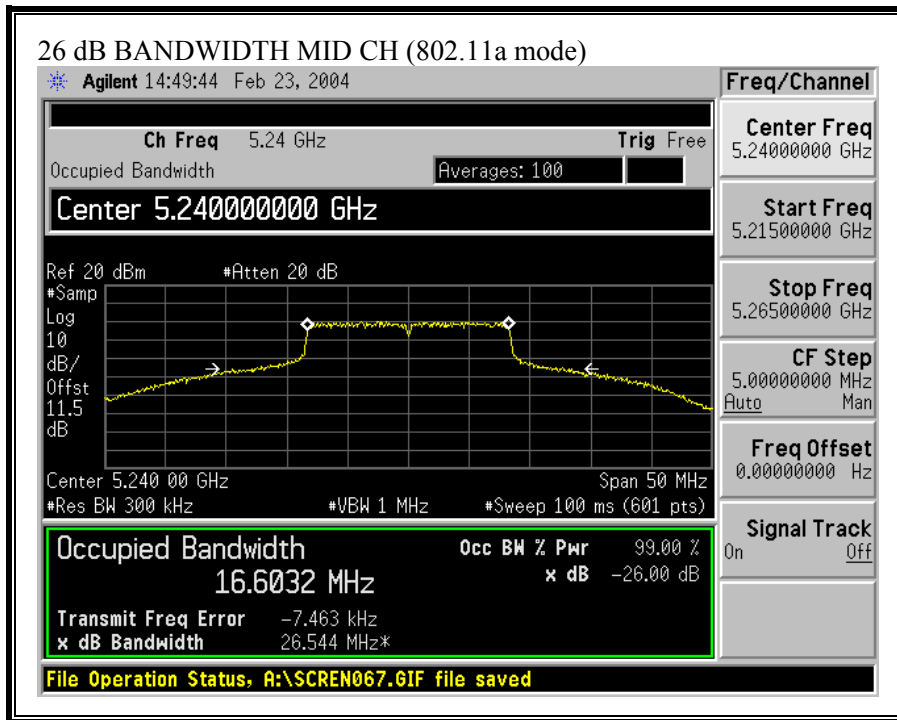 26 dB BANDWIDTH MID CH (802.11a mode)
Agilent 14:49:44 Feb 23, 2004
Freq/Channel
Ch Freq 5.24 GHz Trig Free
Occupied Bandwidth Averages: 100
Center 5.240000000 GHz
Ref 20 dBm #Atten 20 dB
#Samp
Log
10
dB/
Offst
11.5
dB
Center 5.240 00 GHz Span 50 MHz
#Res BW 300 kHz #VBW 1 MHz #Sweep 100 ms (601 pts)
Occupied Bandwidth Occ BW % Pwr 99.00 %
16.6032 MHz x dB -26.00 dB
Transmit Freq Error -7.463 kHz
x dB Bandwidth 26.544 MHz*
File Operation Status, A:\SCREN067.GIF file saved
Center Freq
5.24000000 GHz
Start Freq
5.21500000 GHz
Stop Freq
5.26500000 GHz
CF Step
5.00000000 MHz
Auto Man
Freq Offset
0.00000000 Hz
Signal Track
On Off